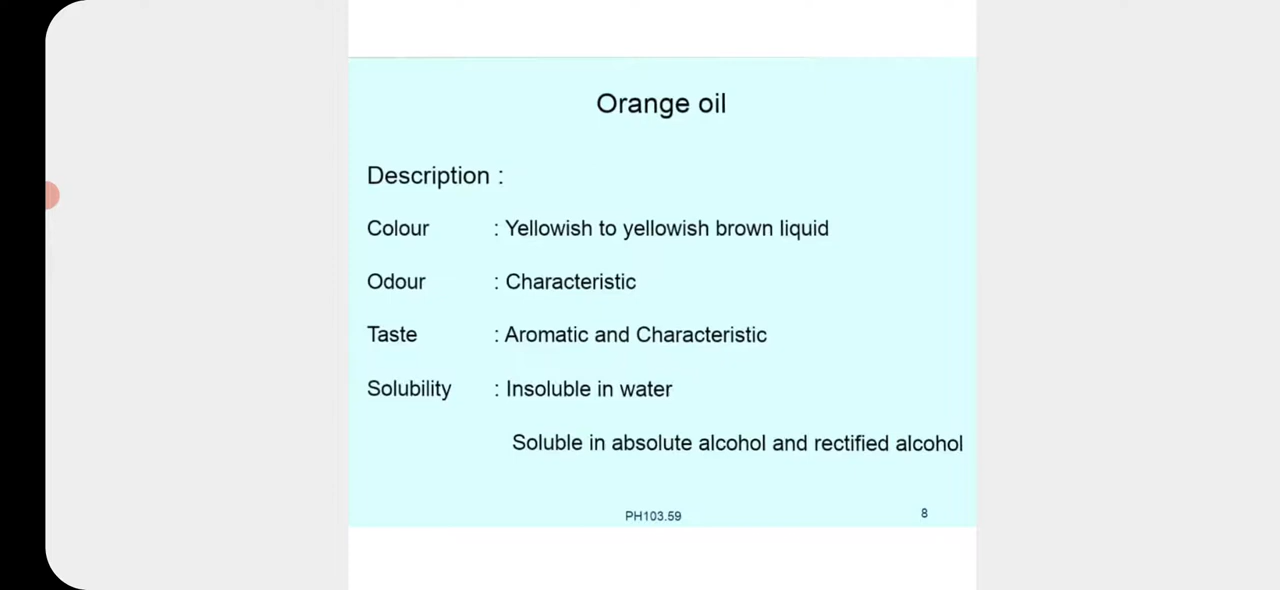 Orange oil
Description :
Colour : Yellowish to yellowish brown liquid
Odour : Characteristic
Taste : Aromatic and Characteristic
Solubility : Insoluble in water
Soluble in absolute alcohol and rectified alcohol
PH103.59 8